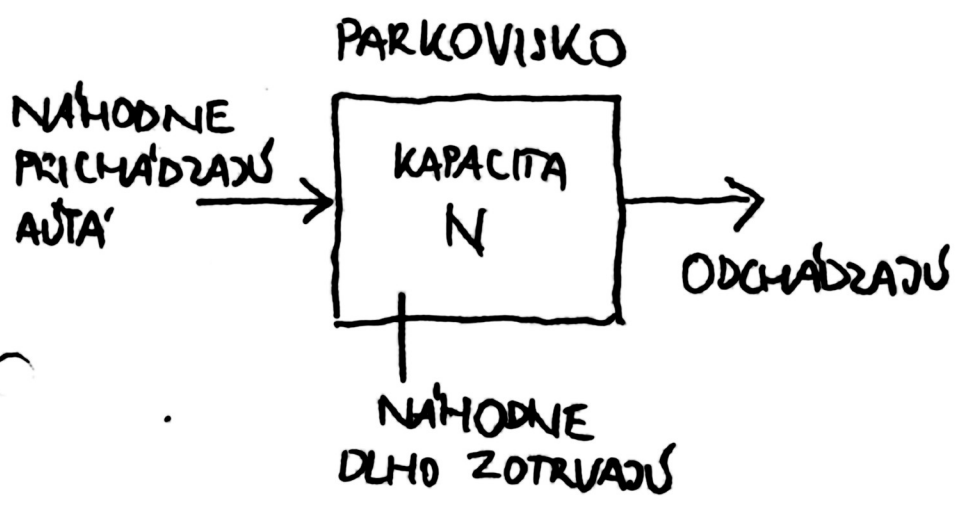 PARKOVISKO
NÁHODNE
PRICHÁDZAJÚ
AUTÁ
KAPACITA
N
ODCHÁDZAJÚ
NÁHODNE
DLHO ZOTRVAJÚ